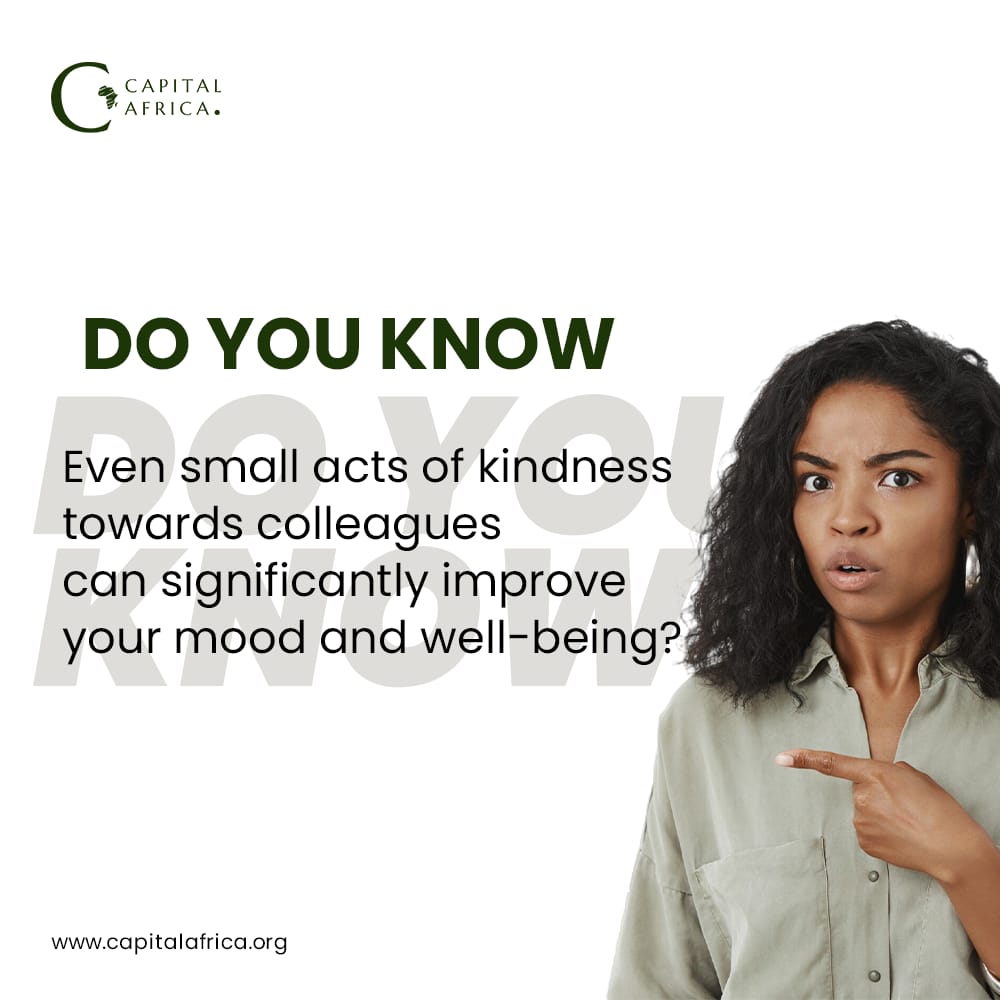 CAPITAL
AFRICA.
DO YOU KNOW
DO YOU
KNOW
Even small acts of kindness
towards colleagues
can significantly improve
your mood and well-being?
www.capitalafrica.org